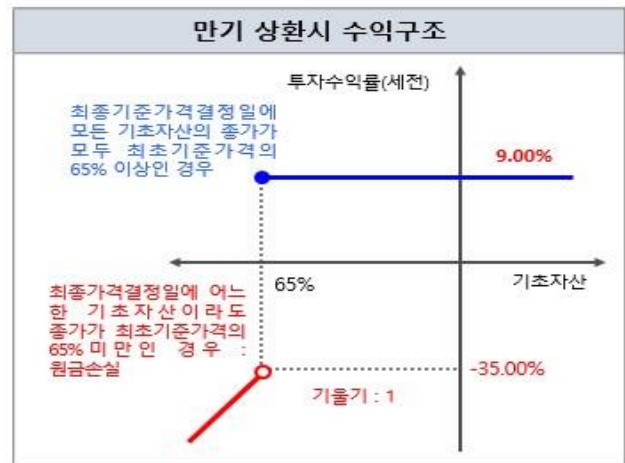 만기 상환시 수익구조
투자수익률(세전)
최종기준가격결정일에
모든 기초자산의 종가가
모두 최초기준가격의
65% 이상인 경우
9.00%
65%
기초자산
최종가격결정일에 어느
한 기초자산이라도
종가가 최초기준가격의
65% 미만인 경우 :
원금손실
-35.00%
기울기 : 1